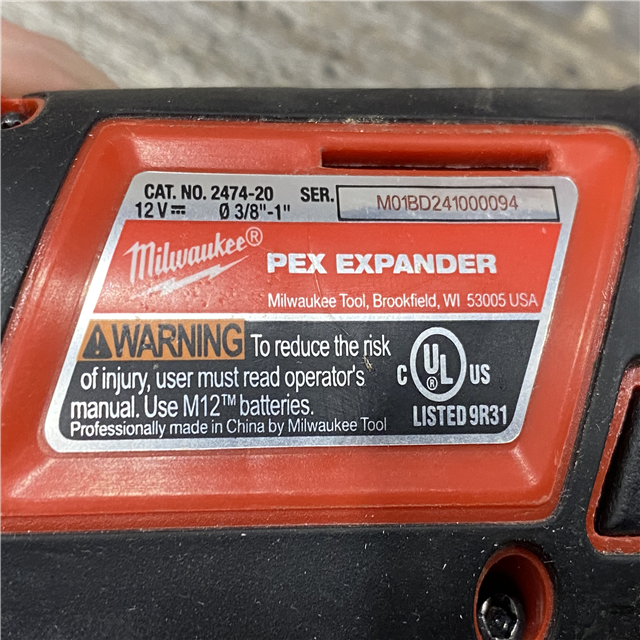 CAT. NO. 2474-20 SER. M01BD241000094
12 V⎓ Ø 3/8"-1"
Milwaukee® PEX EXPANDER
Milwaukee Tool, Brookfield, WI 53005 USA
⚠WARNING To reduce the risk
of injury, user must read operator's
manual. Use M12™ batteries.
Professionally made in China by Milwaukee Tool
C UL® US
LISTED 9R31